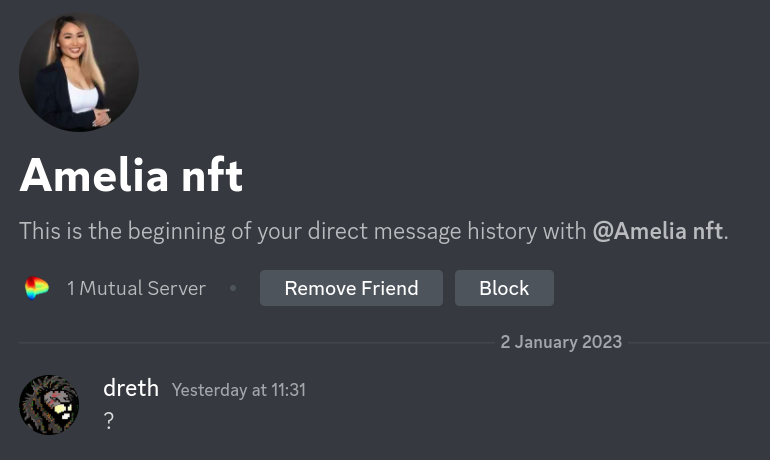 Amelia nft
This is the beginning of your direct message history with @Amelia nft.
1 Mutual Server • Remove Friend Block
2 January 2023
dreth Yesterday at 11:31
?